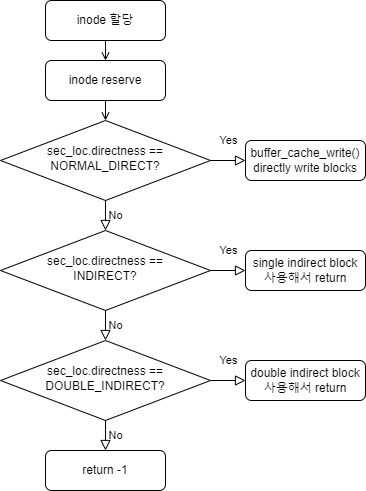 inode 할당
inode reserve
sec_loc.directness ==
NORMAL_DIRECT?
Yes
buffer_cache_write()
directly write blocks
No
sec_loc.directness ==
INDIRECT?
Yes
single indirect block
사용해서 return
No
sec_loc.directness ==
DOUBLE_INDIRECT?
Yes
double indirect block
사용해서 return
No
return -1